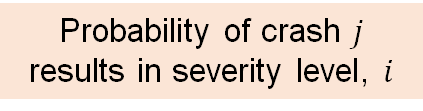 Probability of crash j
results in severity level, i